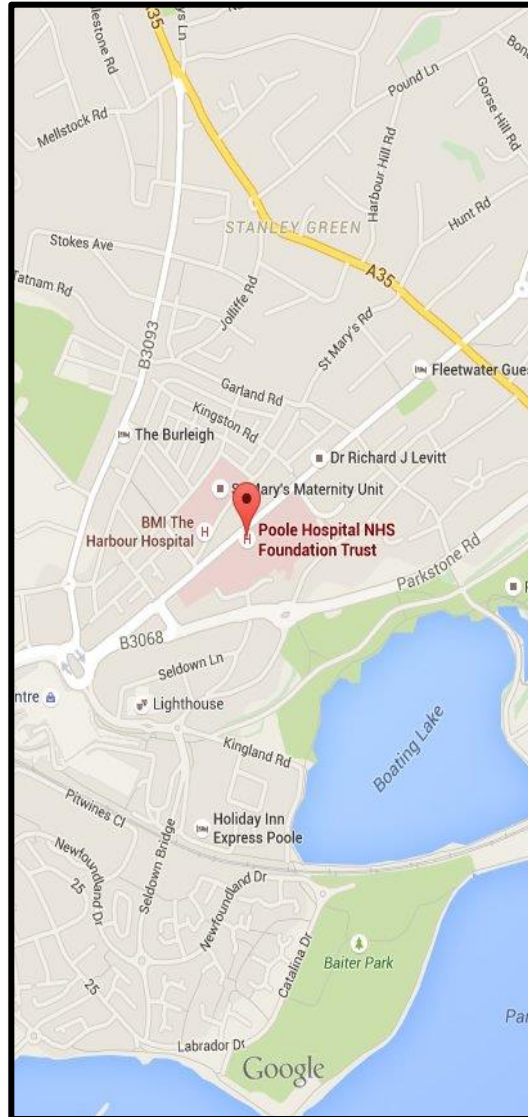 A35
Pound Ln
Mellstock Rd
Harbour Hill Rd
Gorse Hill Rd
STANLEY GREEN
Hunt Rd
Stokes Ave
A35
Tatnam Rd
Jolliffe Rd
B3093
St Mary's Rd
Garland Rd
Fleetwater Gue
Kingston Rd
The Burleigh
Dr Richard J Levitt
St Mary's Maternity Unit
BMI The
Harbour Hospital
Poole Hospital NHS
Foundation Trust
Parkstone Rd
B3068
Seldown Ln
ntre
Lighthouse
Kingland Rd
Boating Lake
Pitwines Cl
Holiday Inn
Express Poole
Seldown Bridge
Newfoundland Dr
25
Newfoundland Dr
Catalina Dr
Baiter Park
25
Par
Labrador Dr
Google